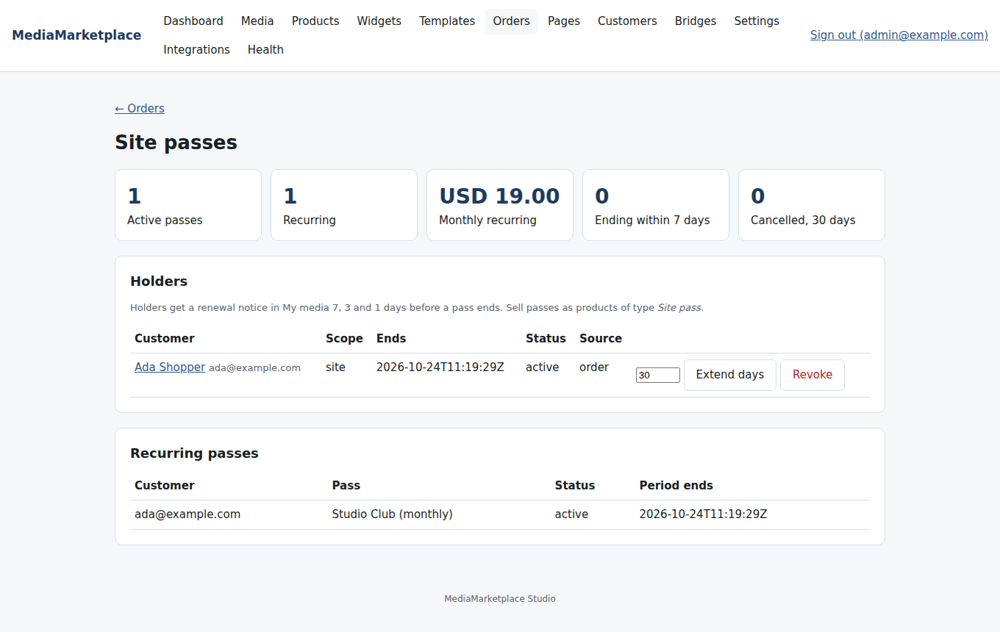 MediaMarketplace
Dashboard Media Products Widgets Templates Orders Pages Customers Bridges Settings
Integrations Health
Sign out (admin@example.com)
← Orders
Site passes
1
Active passes
1
Recurring
USD 19.00
Monthly recurring
0
Ending within 7 days
0
Cancelled, 30 days
Holders
Holders get a renewal notice in My media 7, 3 and 1 days before a pass ends. Sell passes as products of type Site pass.
Customer Scope Ends Status Source
Ada Shopper ada@example.com site 2026-10-24T11:19:29Z active order 30 Extend days Revoke
Recurring passes
Customer Pass Status Period ends
ada@example.com Studio Club (monthly) active 2026-10-24T11:19:29Z
MediaMarketplace Studio